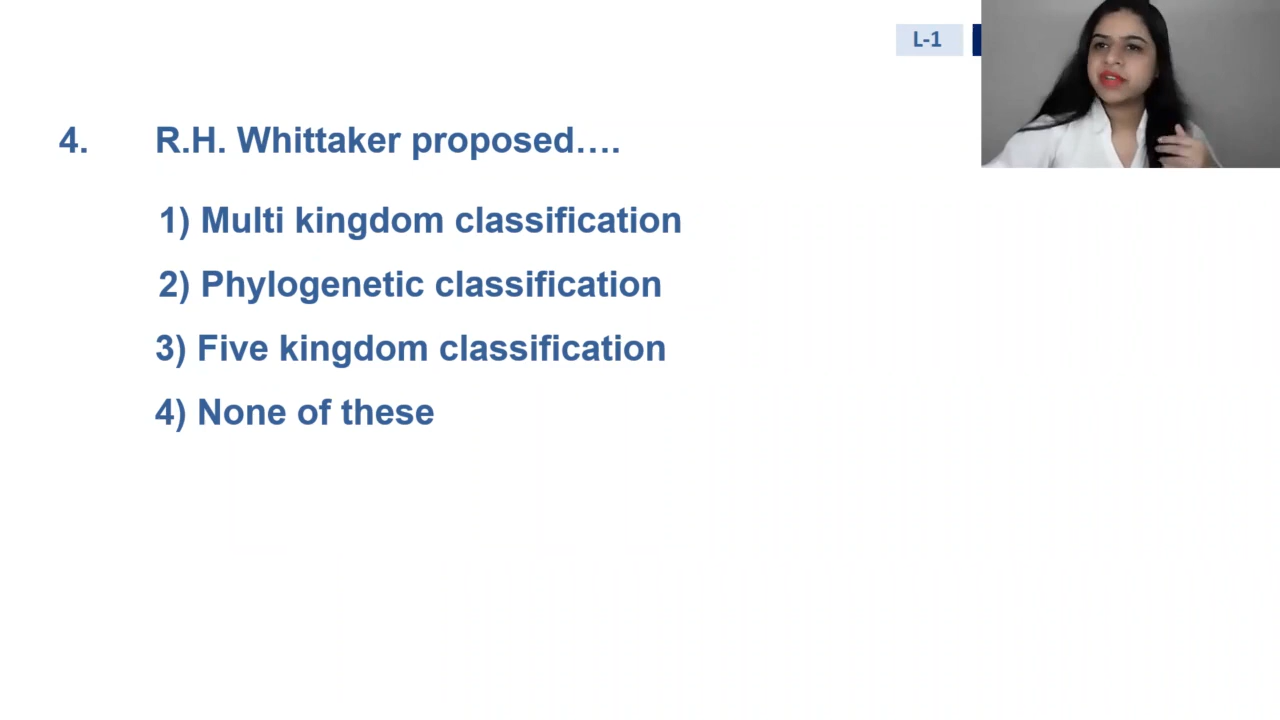 L-1
4. R.H. Whittaker proposed….
1) Multi kingdom classification
2) Phylogenetic classification
3) Five kingdom classification
4) None of these